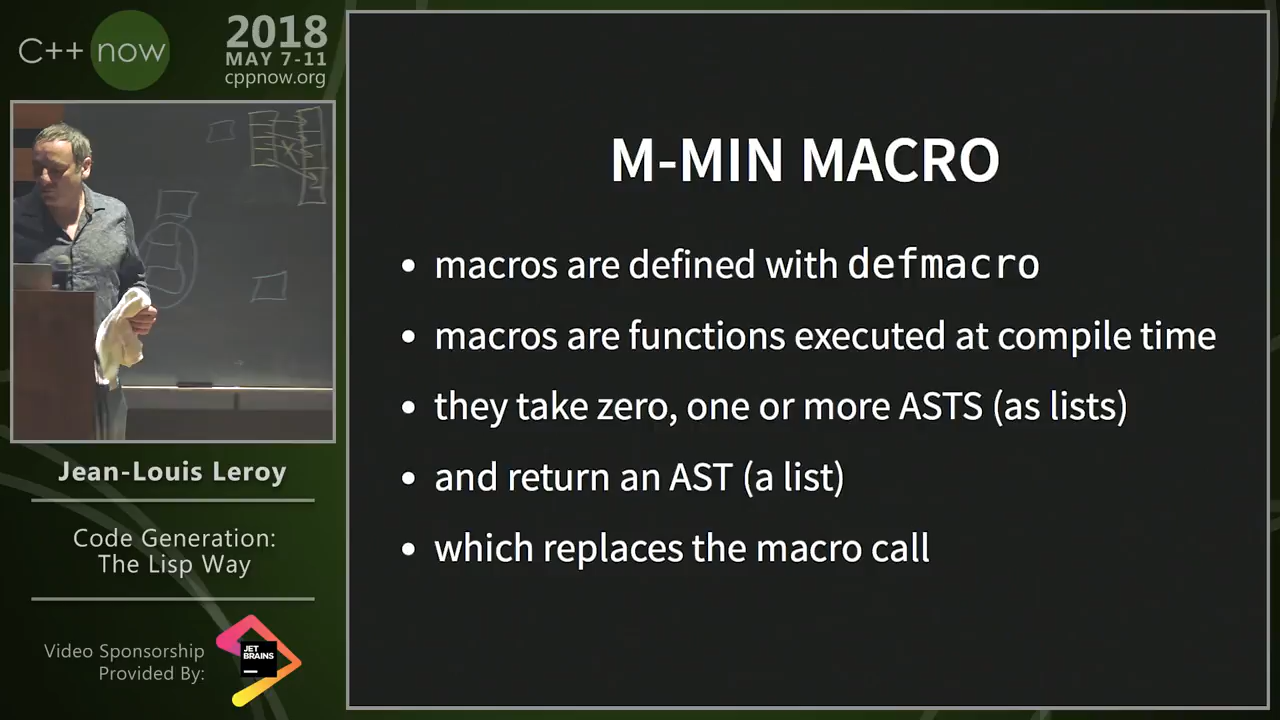 C++ now
2018
MAY 7-11
cppnow.org
Jean-Louis Leroy
Code Generation:
The Lisp Way
Video Sponsorship
Provided By:
JET
BRAINS
M-MIN MACRO
• macros are defined with defmacro
• macros are functions executed at compile time
• they take zero, one or more ASTS (as lists)
• and return an AST (a list)
• which replaces the macro call